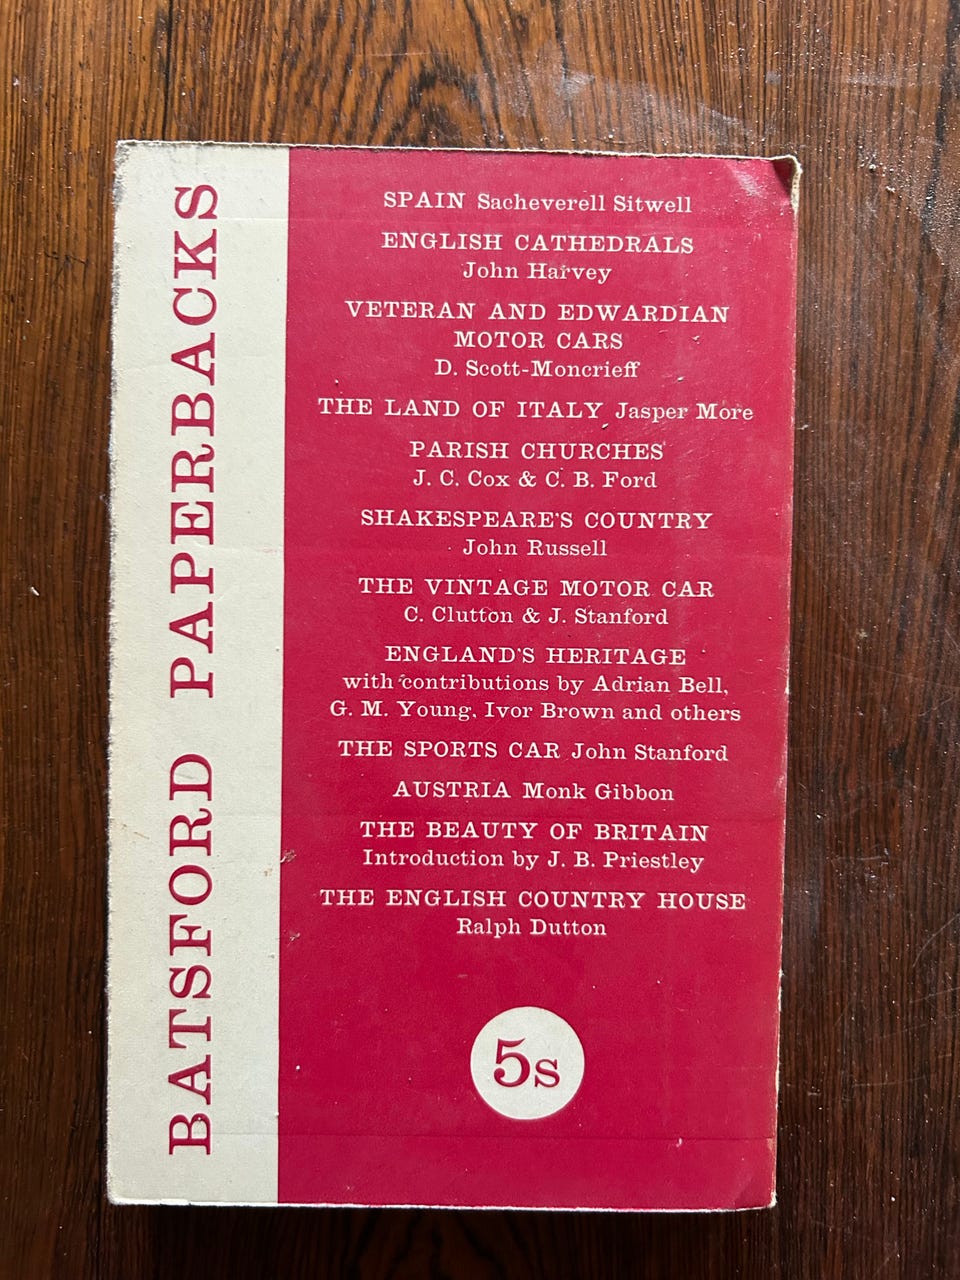 BATSFORD PAPERBACKS
SPAIN Sacheverell Sitwell
ENGLISH CATHEDRALS
John Harvey
VETERAN AND EDWARDIAN
MOTOR CARS
D. Scott-Moncrieff
THE LAND OF ITALY Jasper More
PARISH CHURCHES
J. C. Cox & C. B. Ford
SHAKESPEARE'S COUNTRY
John Russell
THE VINTAGE MOTOR CAR
C. Clutton & J. Stanford
ENGLAND'S HERITAGE
with contributions by Adrian Bell,
G. M. Young, Ivor Brown and others
THE SPORTS CAR John Stanford
AUSTRIA Monk Gibbon
THE BEAUTY OF BRITAIN
Introduction by J. B. Priestley
THE ENGLISH COUNTRY HOUSE
Ralph Dutton
5s